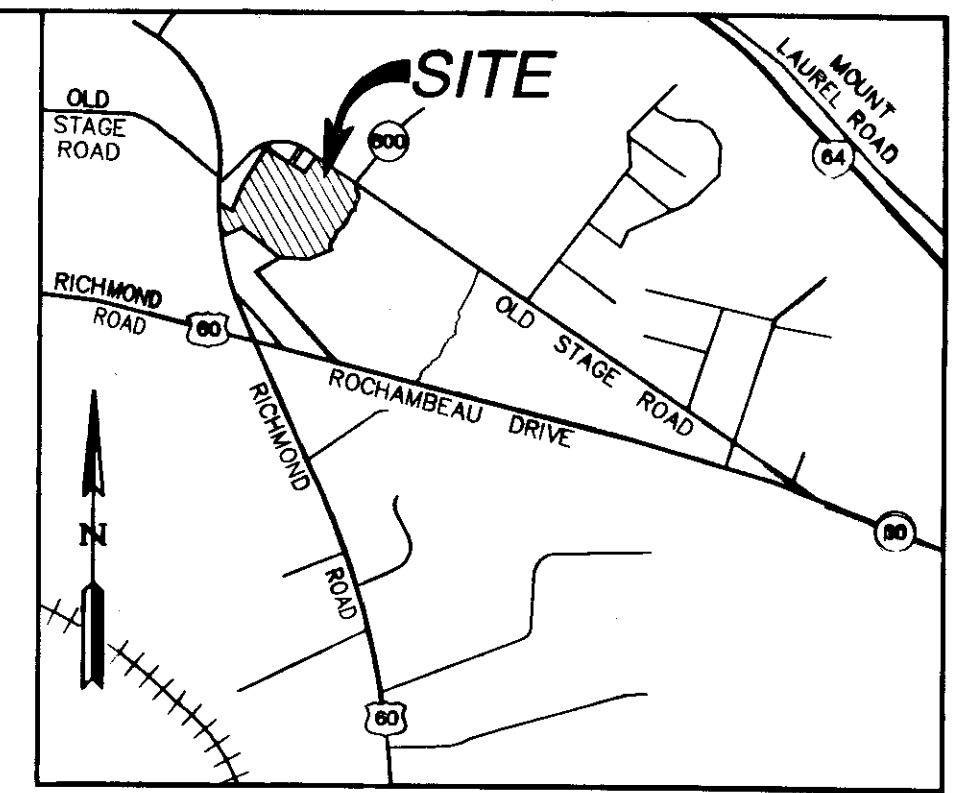 SITE
MOUNT
LAUREL ROAD
64
OLD
STAGE
ROAD
600
RICHMOND
ROAD
60
OLD STAGE ROAD
ROCHAMBEAU DRIVE
RICHMOND
ROAD
N
60